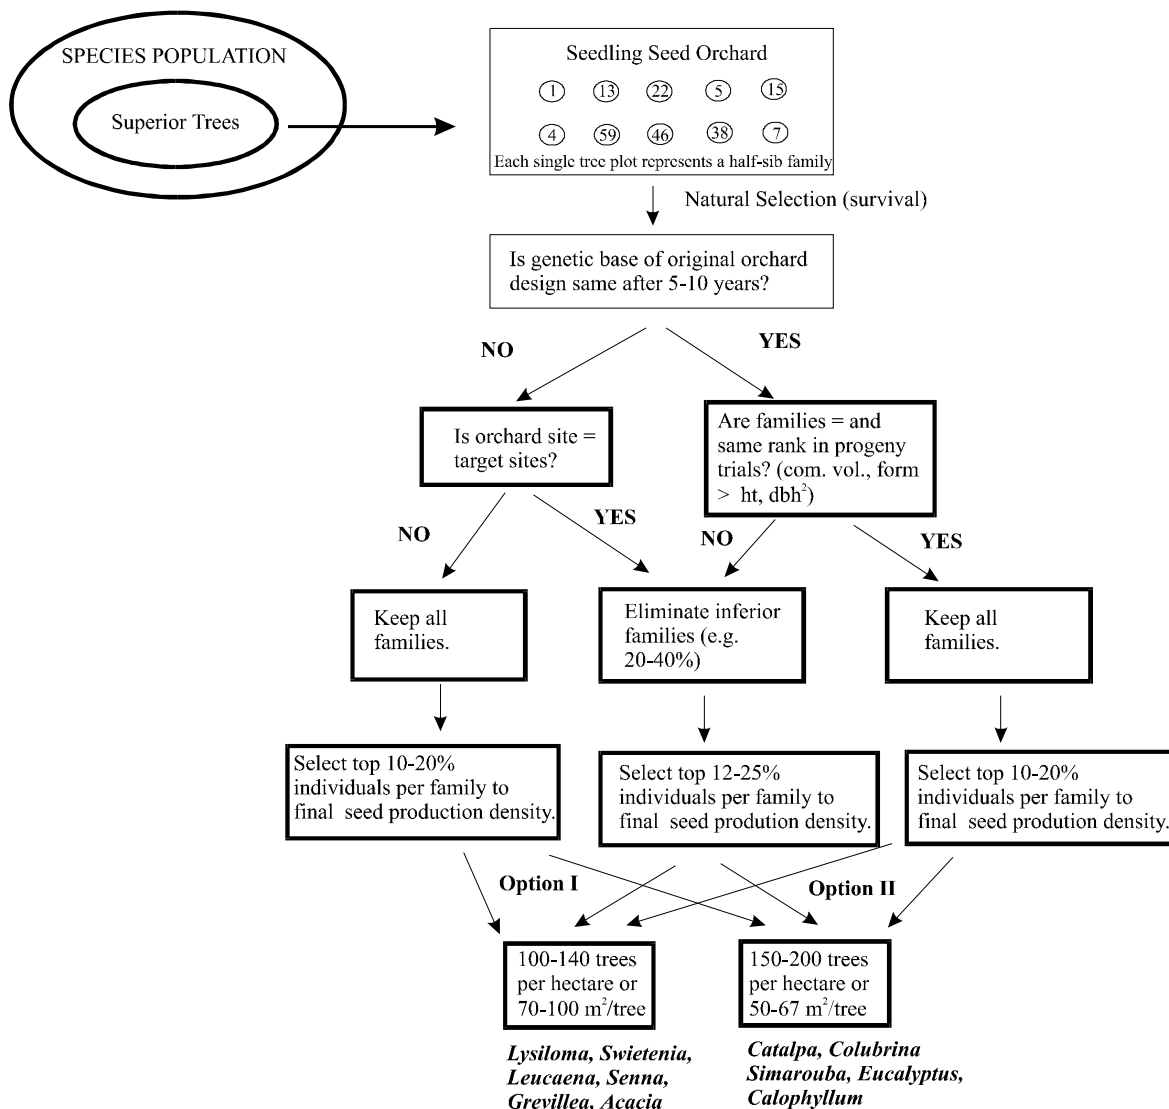 SPECIES POPULATION
Superior Trees
Seedling Seed Orchard
1 13 22 5 15
4 59 46 38 7
Each single tree plot represents a half-sib family
Natural Selection (survival)
Is genetic base of original orchard
design same after 5-10 years?
NO
YES
Is orchard site =
target sites?
Are families = and
same rank in progeny
trials? (com. vol., form
> ht, dbh²)
NO
YES
NO
YES
Keep all
families.
Eliminate inferior
families (e.g.
20-40%)
Keep all
families.
Select top 10-20%
individuals per family to
final seed production density.
Select top 12-25%
individuals per family to
final seed prodution density.
Select top 10-20%
individuals per family to
final seed prodution density.
Option I
Option II
100-140 trees
per hectare or
70-100 m²/tree
150-200 trees
per hectare or
50-67 m²/tree
Lysiloma, Swietenia,
Leucaena, Senna,
Grevillea, Acacia
Catalpa, Colubrina
Simarouba, Eucalyptus,
Calophyllum